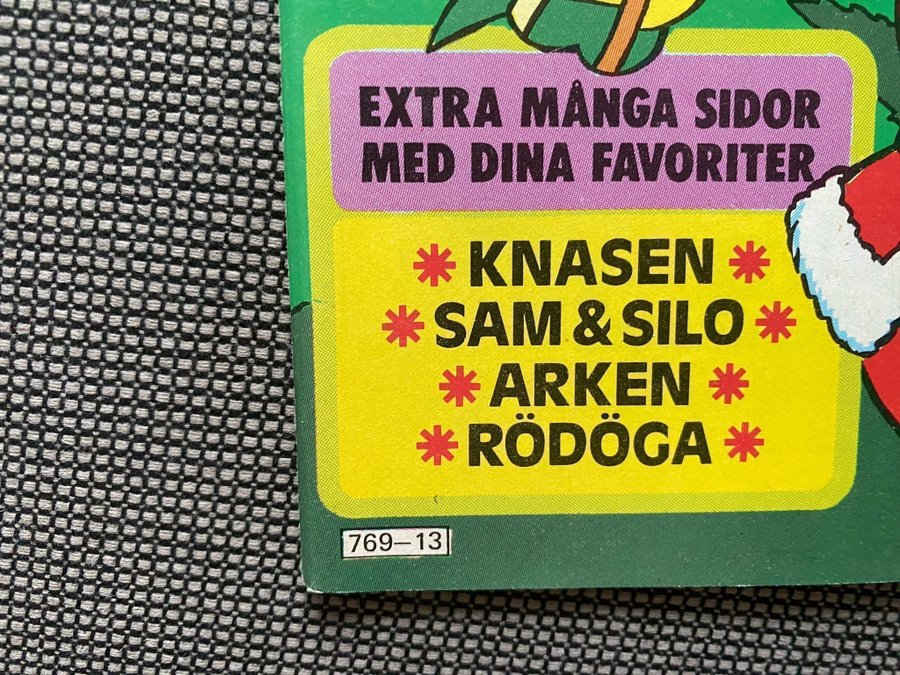 EXTRA MÅNGA SIDOR
MED DINA FAVORITER
* KNASEN *
* SAM & SILO *
* ARKEN *
* RÖDÖGA *
769-13